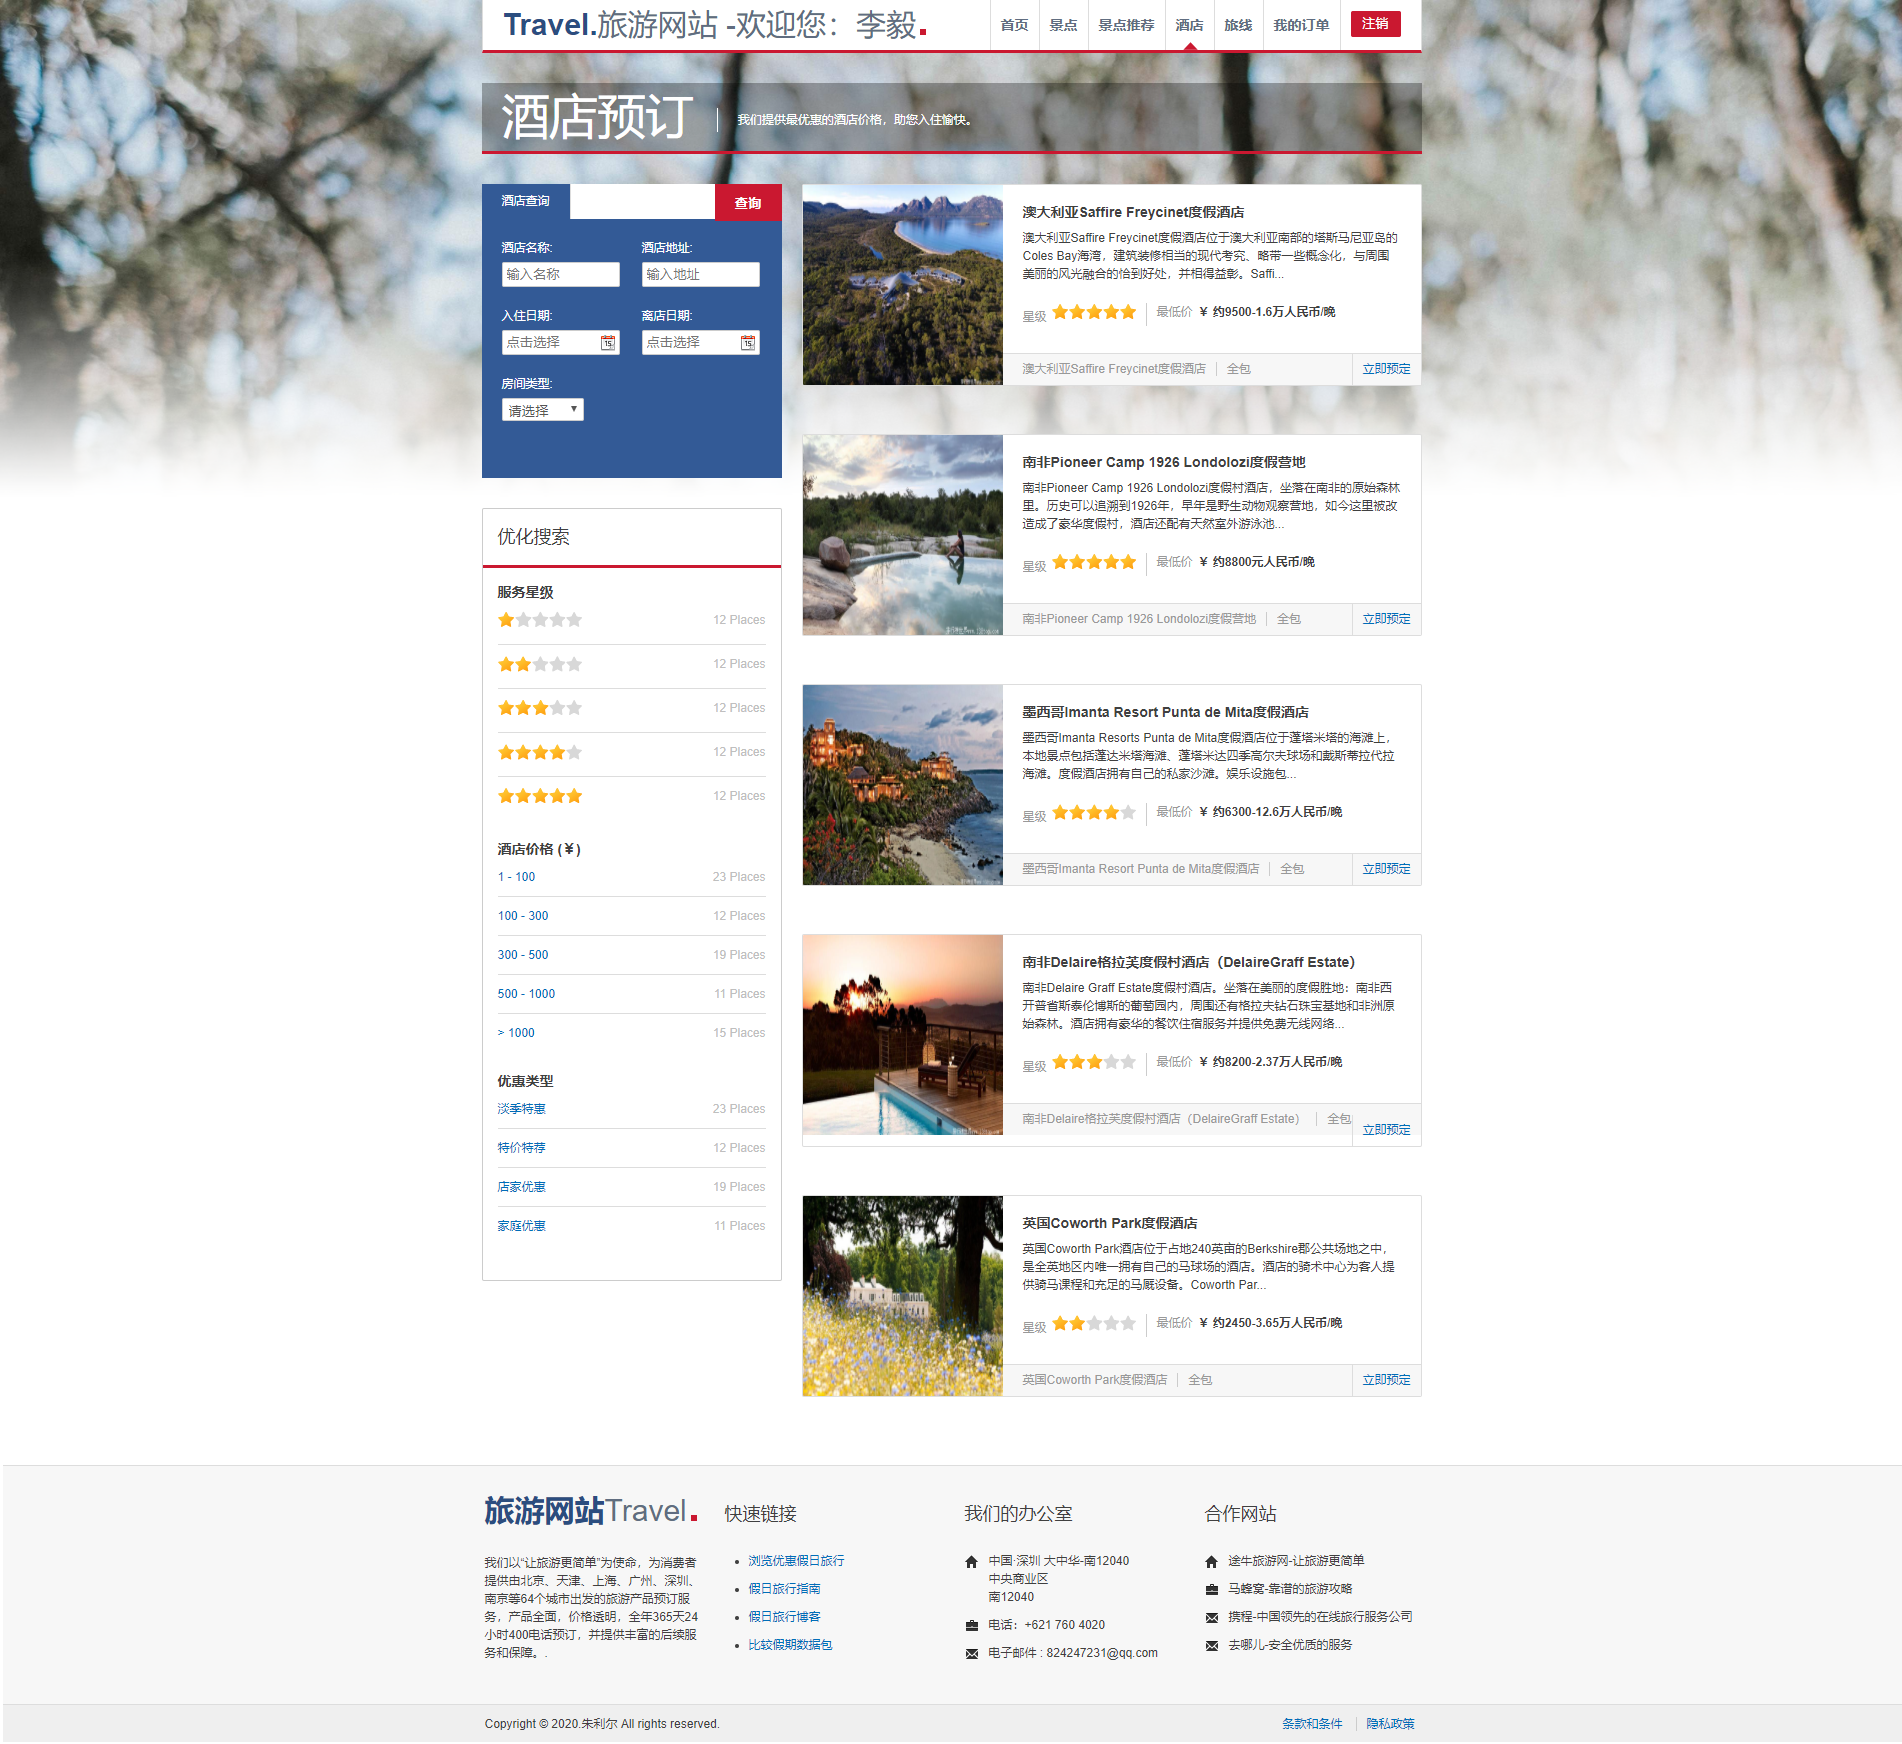 Travel.旅游网站 -欢迎您：李毅.
首页 景点 景点推荐 酒店 旅线 我的订单 注销
酒店预订 我们提供最优惠的酒店价格，助您入住愉快。
酒店查询 查询
酒店名称: 酒店地址:
输入名称 输入地址
入住日期: 离店日期:
点击选择 点击选择
房间类型:
请选择
优化搜索
服务星级
12 Places
12 Places
12 Places
12 Places
12 Places
酒店价格 (￥)
1 - 100 23 Places
100 - 300 12 Places
300 - 500 19 Places
500 - 1000 11 Places
> 1000 15 Places
优惠类型
淡季特惠 23 Places
特价特荐 12 Places
店家优惠 19 Places
家庭优惠 11 Places
澳大利亚Saffire Freycinet度假酒店
澳大利亚Saffire Freycinet度假酒店位于澳大利亚南部的塔斯马尼亚岛的
Coles Bay海湾，建筑装修相当的现代考究、略带一些概念化，与周围
美丽的风光融合的恰到好处，并相得益彰。Saffi...
星级 最低价 ￥ 约9500-1.6万人民币/晚
澳大利亚Saffire Freycinet度假酒店 全包 立即预定
南非Pioneer Camp 1926 Londolozi度假营地
南非Pioneer Camp 1926 Londolozi度假村酒店，坐落在南非的原始森林
里。历史可以追溯到1926年，早年是野生动物观察营地，如今这里被改
造成了豪华度假村，酒店还配有天然室外游泳池...
星级 最低价 ￥ 约8800元人民币/晚
南非Pioneer Camp 1926 Londolozi度假营地 全包 立即预定
墨西哥Imanta Resort Punta de Mita度假酒店
墨西哥Imanta Resorts Punta de Mita度假酒店位于蓬塔米塔的海滩上，
本地景点包括蓬达米塔海滩、蓬塔米达四季高尔夫球场和戴斯蒂拉代拉
海滩。度假酒店拥有自己的私家沙滩。娱乐设施包...
星级 最低价 ￥ 约6300-12.6万人民币/晚
墨西哥Imanta Resort Punta de Mita度假酒店 全包 立即预定
南非Delaire格拉芙度假村酒店（DelaireGraff Estate）
南非Delaire Graff Estate度假村酒店。坐落在美丽的度假胜地：南非西
开普省斯泰伦博斯的葡萄园内，周围还有格拉夫钻石珠宝基地和非洲原
始森林。酒店拥有豪华的餐饮住宿服务并提供免费无线网络...
星级 最低价 ￥ 约8200-2.37万人民币/晚
南非Delaire格拉芙度假村酒店（DelaireGraff Estate） 全包 立即预定
英国Coworth Park度假酒店
英国Coworth Park酒店位于占地240英亩的Berkshire郡公共场地之中，
是全英地区内唯一拥有自己的马球场的酒店。酒店的骑术中心为客人提
供骑马课程和充足的马厩设备。Coworth Par...
星级 最低价 ￥ 约2450-3.65万人民币/晚
英国Coworth Park度假酒店 全包 立即预定
旅游网站Travel.
我们以“让旅游更简单”为使命，为消费者
提供由北京、天津、上海、广州、深圳、
南京等64个城市出发的旅游产品预订服
务，产品全面，价格透明，全年365天24
小时400电话预订，并提供丰富的后续服
务和保障。.
快速链接
浏览优惠假日旅行
假日旅行指南
假日旅行博客
比较假期数据包
我们的办公室
中国·深圳 大中华-南12040
中央商业区
南12040
电话：+621 760 4020
电子邮件 : 824247231@qq.com
合作网站
途牛旅游网-让旅游更简单
马蜂窝-靠谱的旅游攻略
携程-中国领先的在线旅行服务公司
去哪儿-安全优质的服务
Copyright © 2020.朱利尔 All rights reserved.
条款和条件 隐私政策